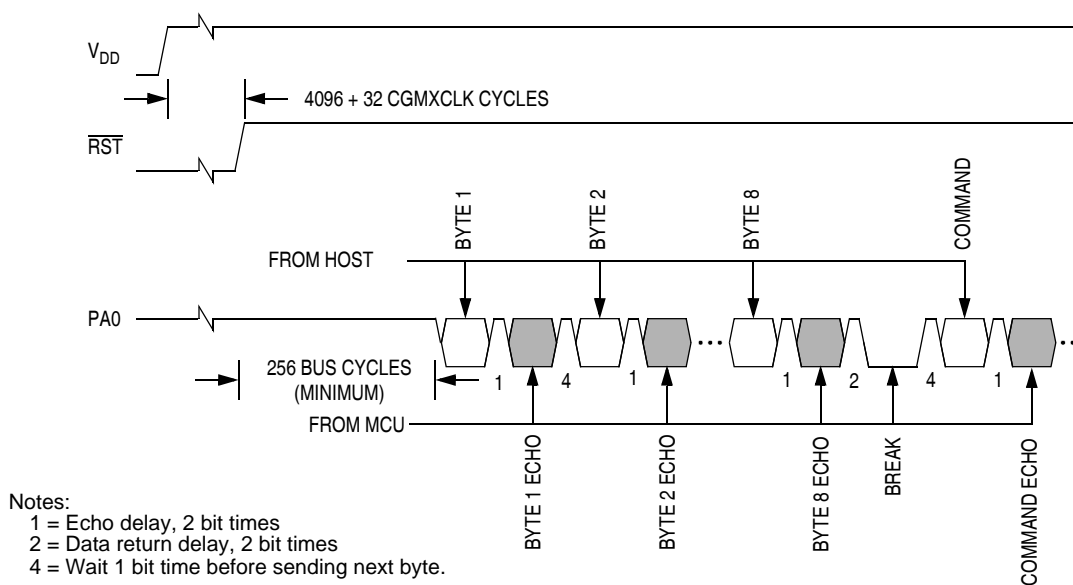 VDD
4096 + 32 CGMXCLK CYCLES
RST
BYTE 1
BYTE 2
BYTE 8
COMMAND
FROM HOST
PA0
256 BUS CYCLES
(MINIMUM)
1
4
1
1
2
4
1
FROM MCU
BYTE 1 ECHO
BYTE 2 ECHO
BYTE 8 ECHO
BREAK
COMMAND ECHO
Notes:
1 = Echo delay, 2 bit times
2 = Data return delay, 2 bit times
4 = Wait 1 bit time before sending next byte.